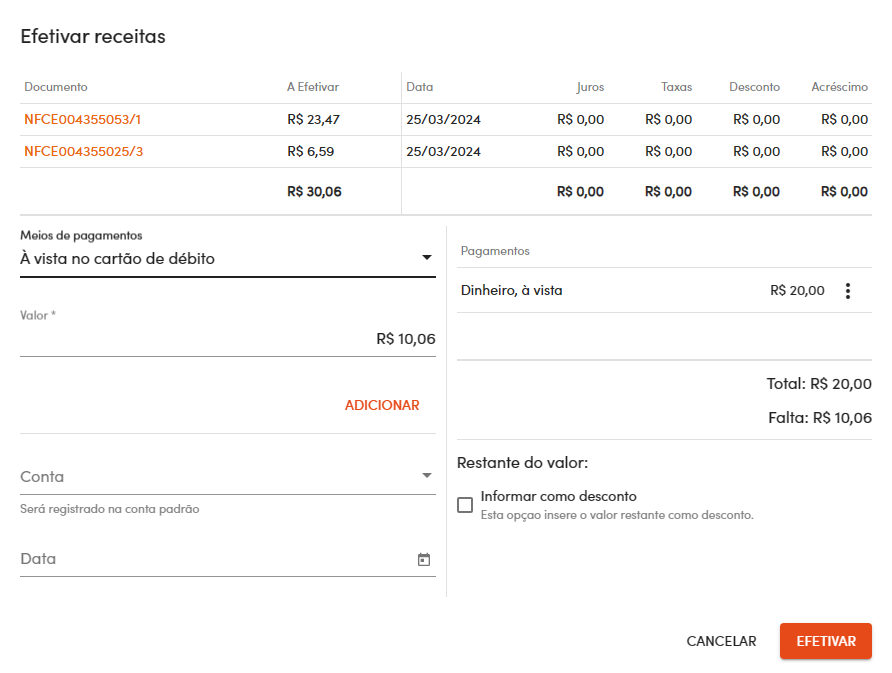 Efetivar receitas
Documento A Efetivar Data Juros Taxas Desconto Acréscimo
NFCE004355053/1 R$ 23,47 25/03/2024 R$ 0,00 R$ 0,00 R$ 0,00 R$ 0,00
NFCE004355025/3 R$ 6,59 25/03/2024 R$ 0,00 R$ 0,00 R$ 0,00 R$ 0,00
R$ 30,06 R$ 0,00 R$ 0,00 R$ 0,00 R$ 0,00
Meios de pagamentos
À vista no cartão de débito
Valor *
R$ 10,06
ADICIONAR
Conta
Será registrado na conta padrão
Data
Pagamentos
Dinheiro, à vista R$ 20,00
Total: R$ 20,00
Falta: R$ 10,06
Restante do valor:
Informar como desconto
Esta opçao insere o valor restante como desconto.
CANCELAR EFETIVAR